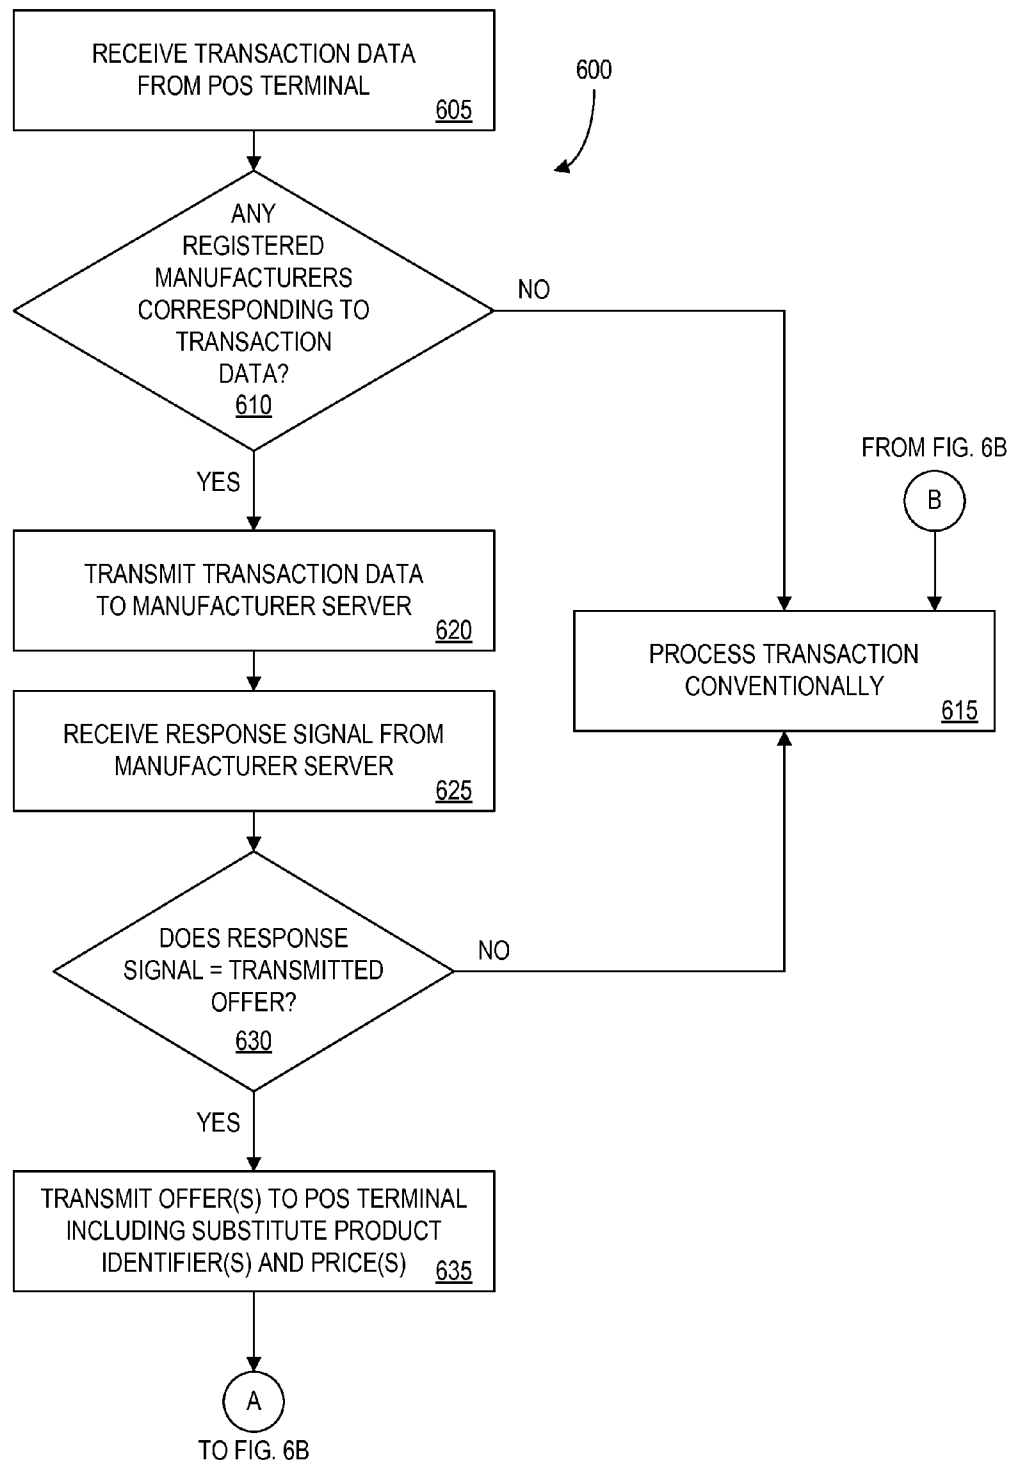 RECEIVE TRANSACTION DATA
FROM POS TERMINAL
605
600
ANY
REGISTERED
MANUFACTURERS
CORRESPONDING TO
TRANSACTION
DATA?
610
NO
YES
FROM FIG. 6B
B
TRANSMIT TRANSACTION DATA
TO MANUFACTURER SERVER
620
PROCESS TRANSACTION
CONVENTIONALLY
615
RECEIVE RESPONSE SIGNAL FROM
MANUFACTURER SERVER
625
DOES RESPONSE
SIGNAL = TRANSMITTED
OFFER?
630
NO
YES
TRANSMIT OFFER(S) TO POS TERMINAL
INCLUDING SUBSTITUTE PRODUCT
IDENTIFIER(S) AND PRICE(S)
635
A
TO FIG. 6B